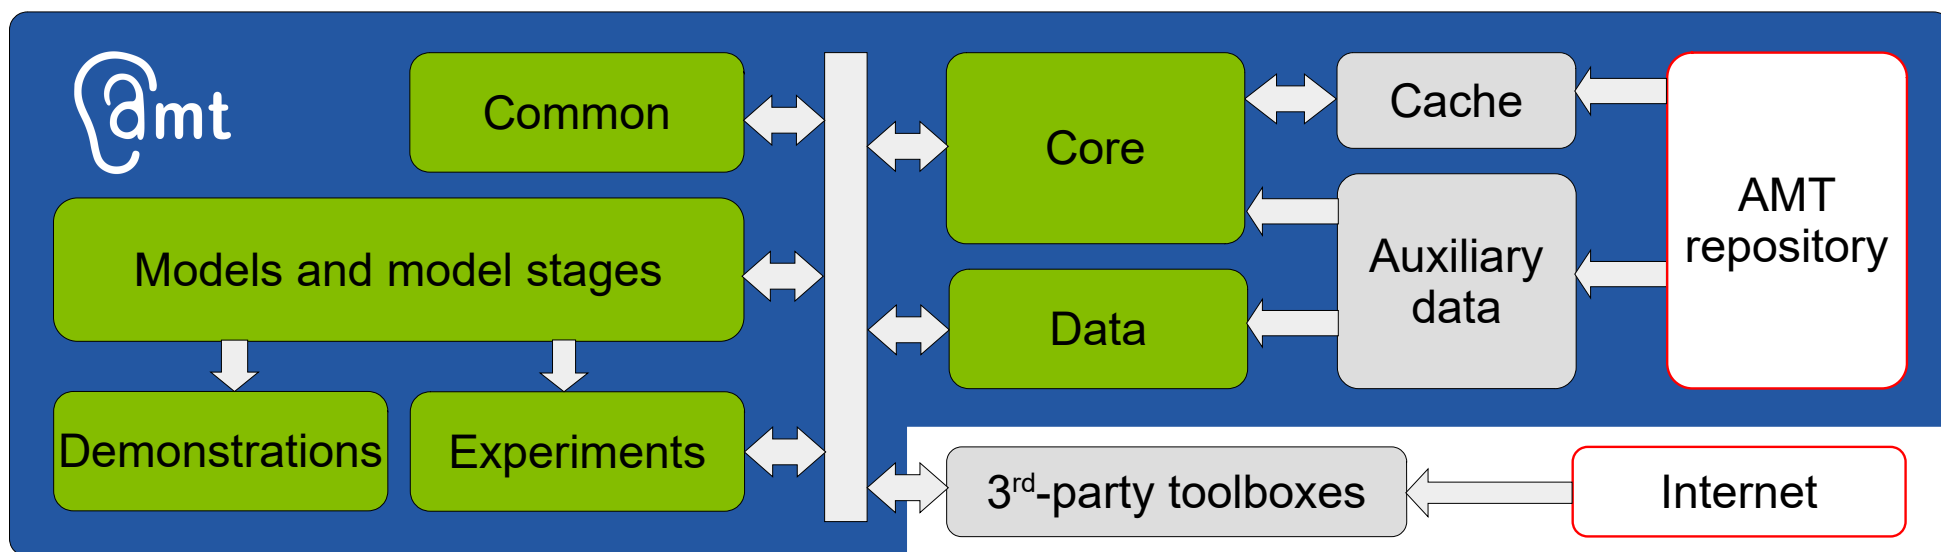 amt
Common
Core
Cache
AMT
repository
Models and model stages
Auxiliary
data
Data
Demonstrations
Experiments
3rd-party toolboxes
Internet